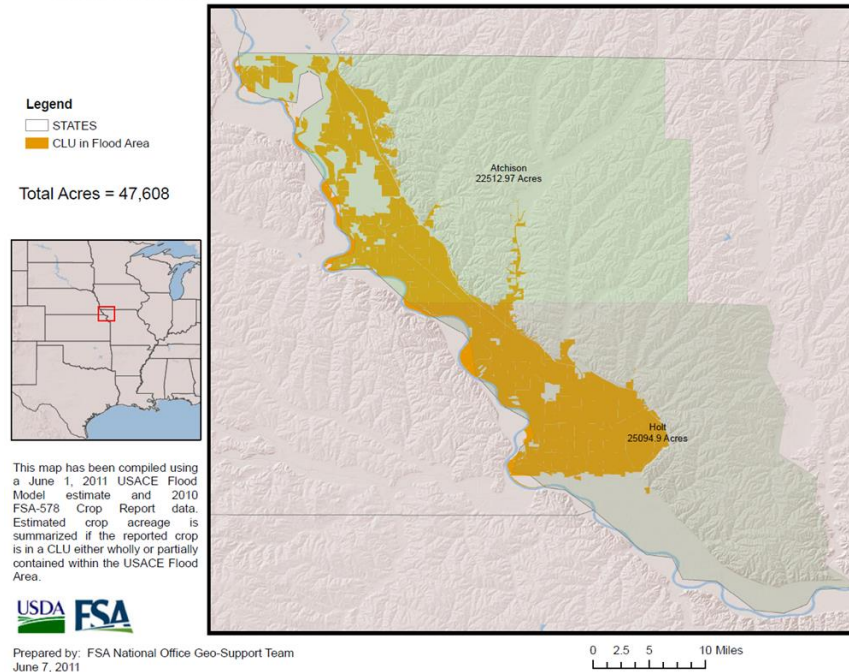 Legend
STATES
CLU in Flood Area
Total Acres = 47,608
Atchison
22512.97 Acres
Holt
25094.9 Acres
This map has been compiled using
a June 1, 2011 USACE Flood
Model estimate and 2010
FSA-578 Crop Report data.
Estimated crop acreage is
summarized if the reported crop
is in a CLU either wholly or partially
contained within the USACE Flood
Area.
USDA FSA
Prepared by: FSA National Office Geo-Support Team
June 7, 2011
0 2.5 5 10 Miles